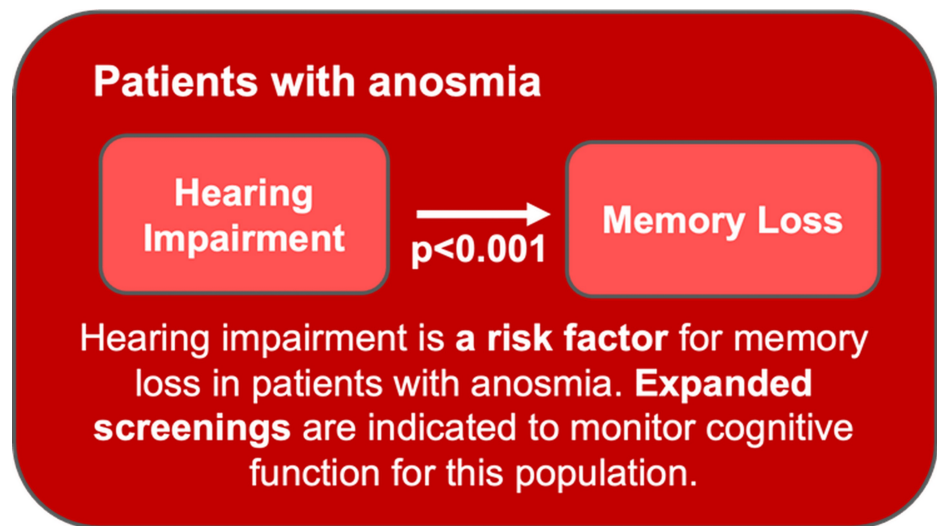 Patients with anosmia
Hearing
Impairment
p<0.001
Memory Loss
Hearing impairment is a risk factor for memory
loss in patients with anosmia. Expanded
screenings are indicated to monitor cognitive
function for this population.